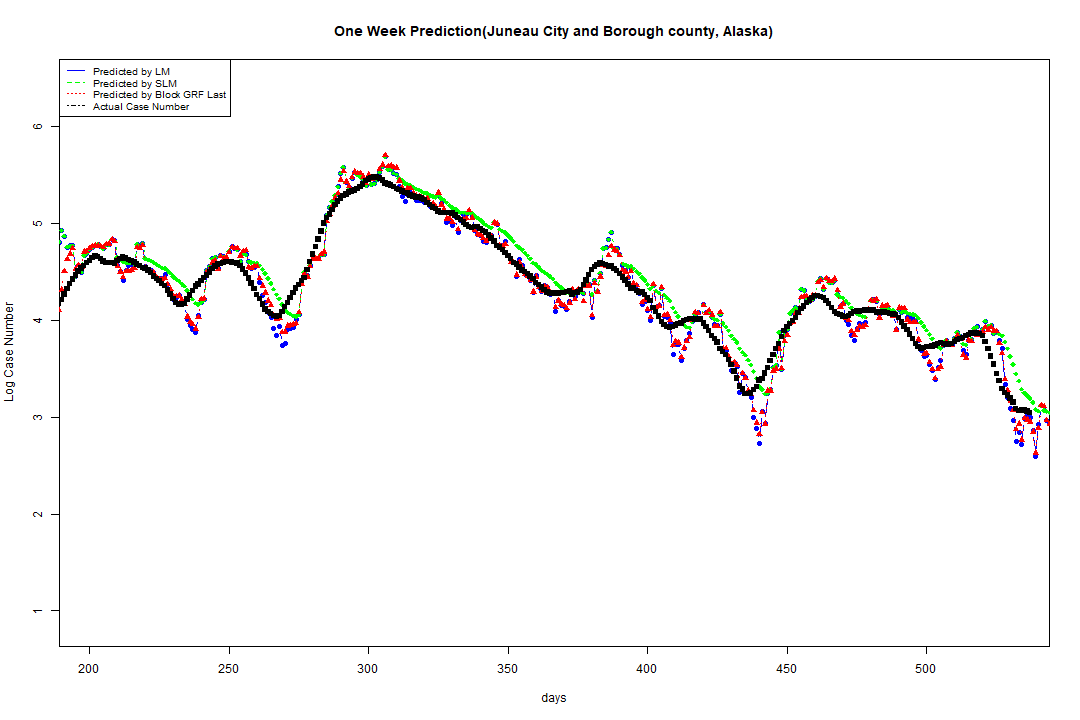 One Week Prediction(Juneau City and Borough county, Alaska)
Predicted by LM
Predicted by SLM
Predicted by Block GRF Last
Actual Case Number
Log Case Number
6
5
4
3
2
1
200 250 300 350 400 450 500
days